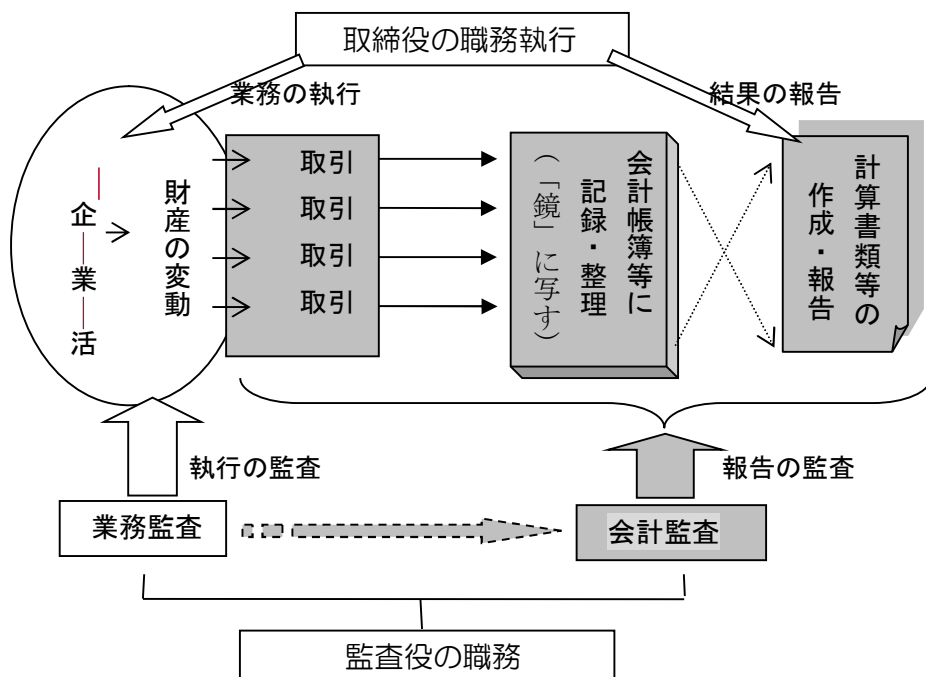 取締役の職務執行
業務の執行
結果の報告
企業活
財産の変動
取引
取引
取引
取引
会計帳簿等に
記録・整理
(「鏡」に写す)
計算書類等の
作成・報告
執行の監査
報告の監査
業務監査
会計監査
監査役の職務